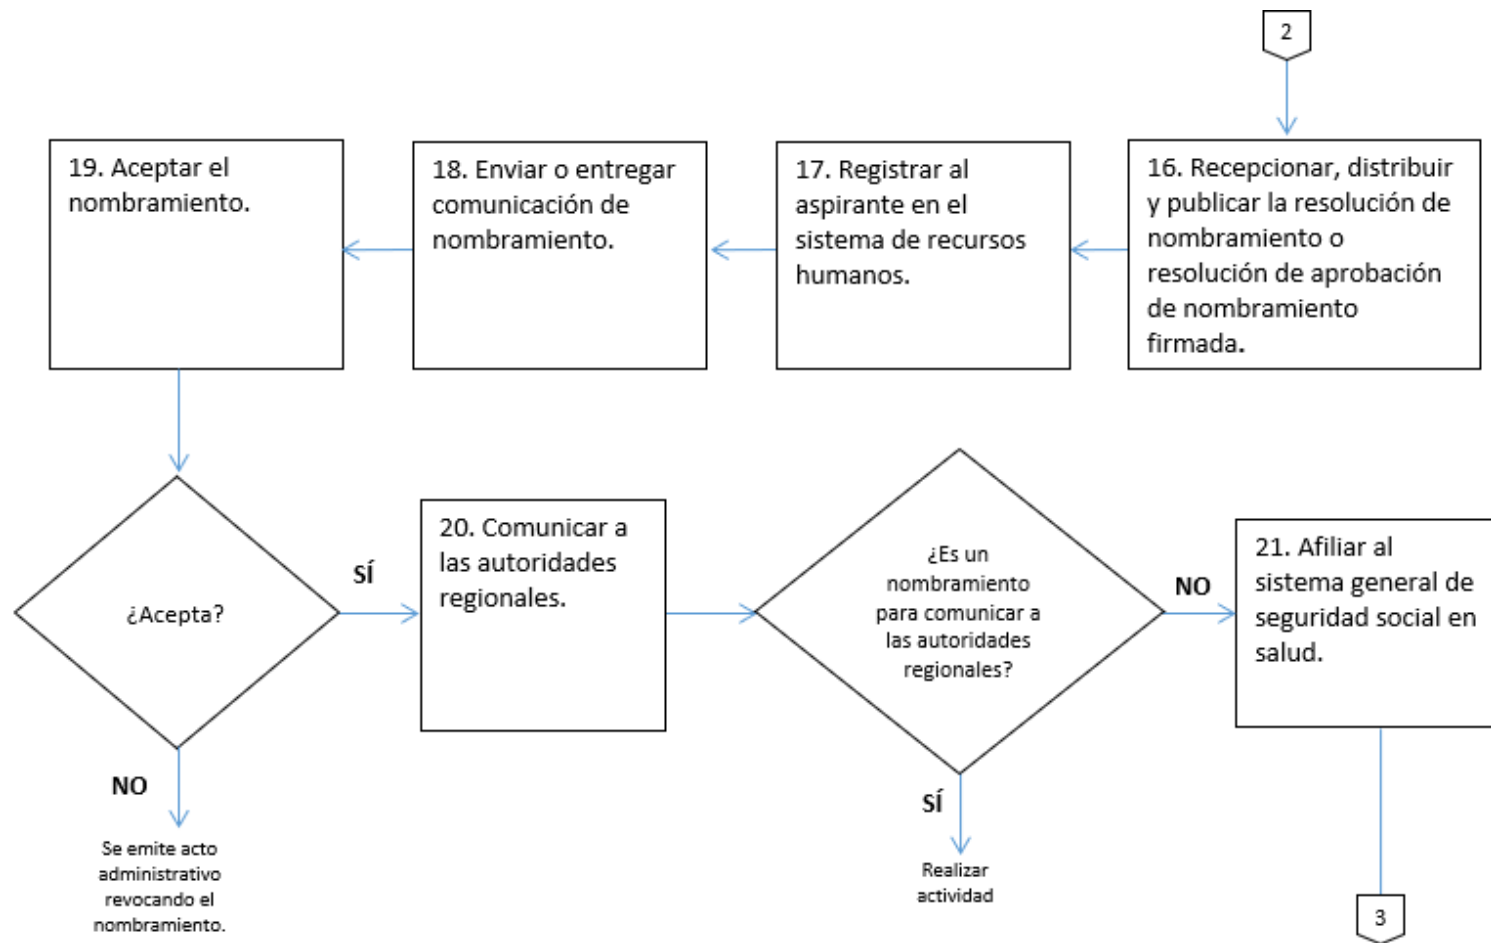 2
19. Aceptar el
nombramiento.
18. Enviar o entregar
comunicación de
nombramiento.
17. Registrar al
aspirante en el
sistema de recursos
humanos.
16. Recepcionar, distribuir
y publicar la resolución de
nombramiento o
resolución de aprobación
de nombramiento
firmada.
¿Acepta?
SÍ
NO
Se emite acto
administrativo
revocando el
nombramiento.
20. Comunicar a
las autoridades
regionales.
¿Es un
nombramiento
para comunicar a
las autoridades
regionales?
NO
SÍ
Realizar
actividad
21. Afiliar al
sistema general de
seguridad social en
salud.
3